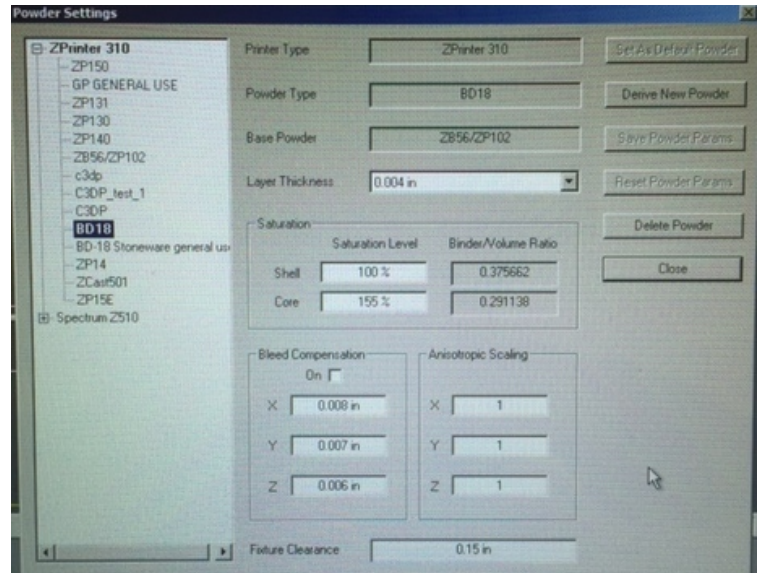 Powder Settings
ZPrinter 310
ZP150
GP GENERAL USE
ZP131
ZP130
ZP140
ZB56/ZP102
c3dp
C3DP_test_1
C3DP
BD18
BD-18 Stoneware general us
ZP14
ZCast501
ZP15E
Spectrum Z510
Printer Type ZPrinter 310
Powder Type BD18
Base Powder ZB56/ZP102
Layer Thickness 0.004 in
Saturation
Saturation Level Binder/Volume Ratio
Shell 100 % 0.375662
Core 155 % 0.291138
Bleed Compensation
On
X 0.008 in
Y 0.007 in
Z 0.006 in
Anisotropic Scaling
X 1
Y 1
Z 1
Fixture Clearance 0.15 in
Set As Default Powder
Derive New Powder
Save Powder Params
Reset Powder Params
Delete Powder
Close